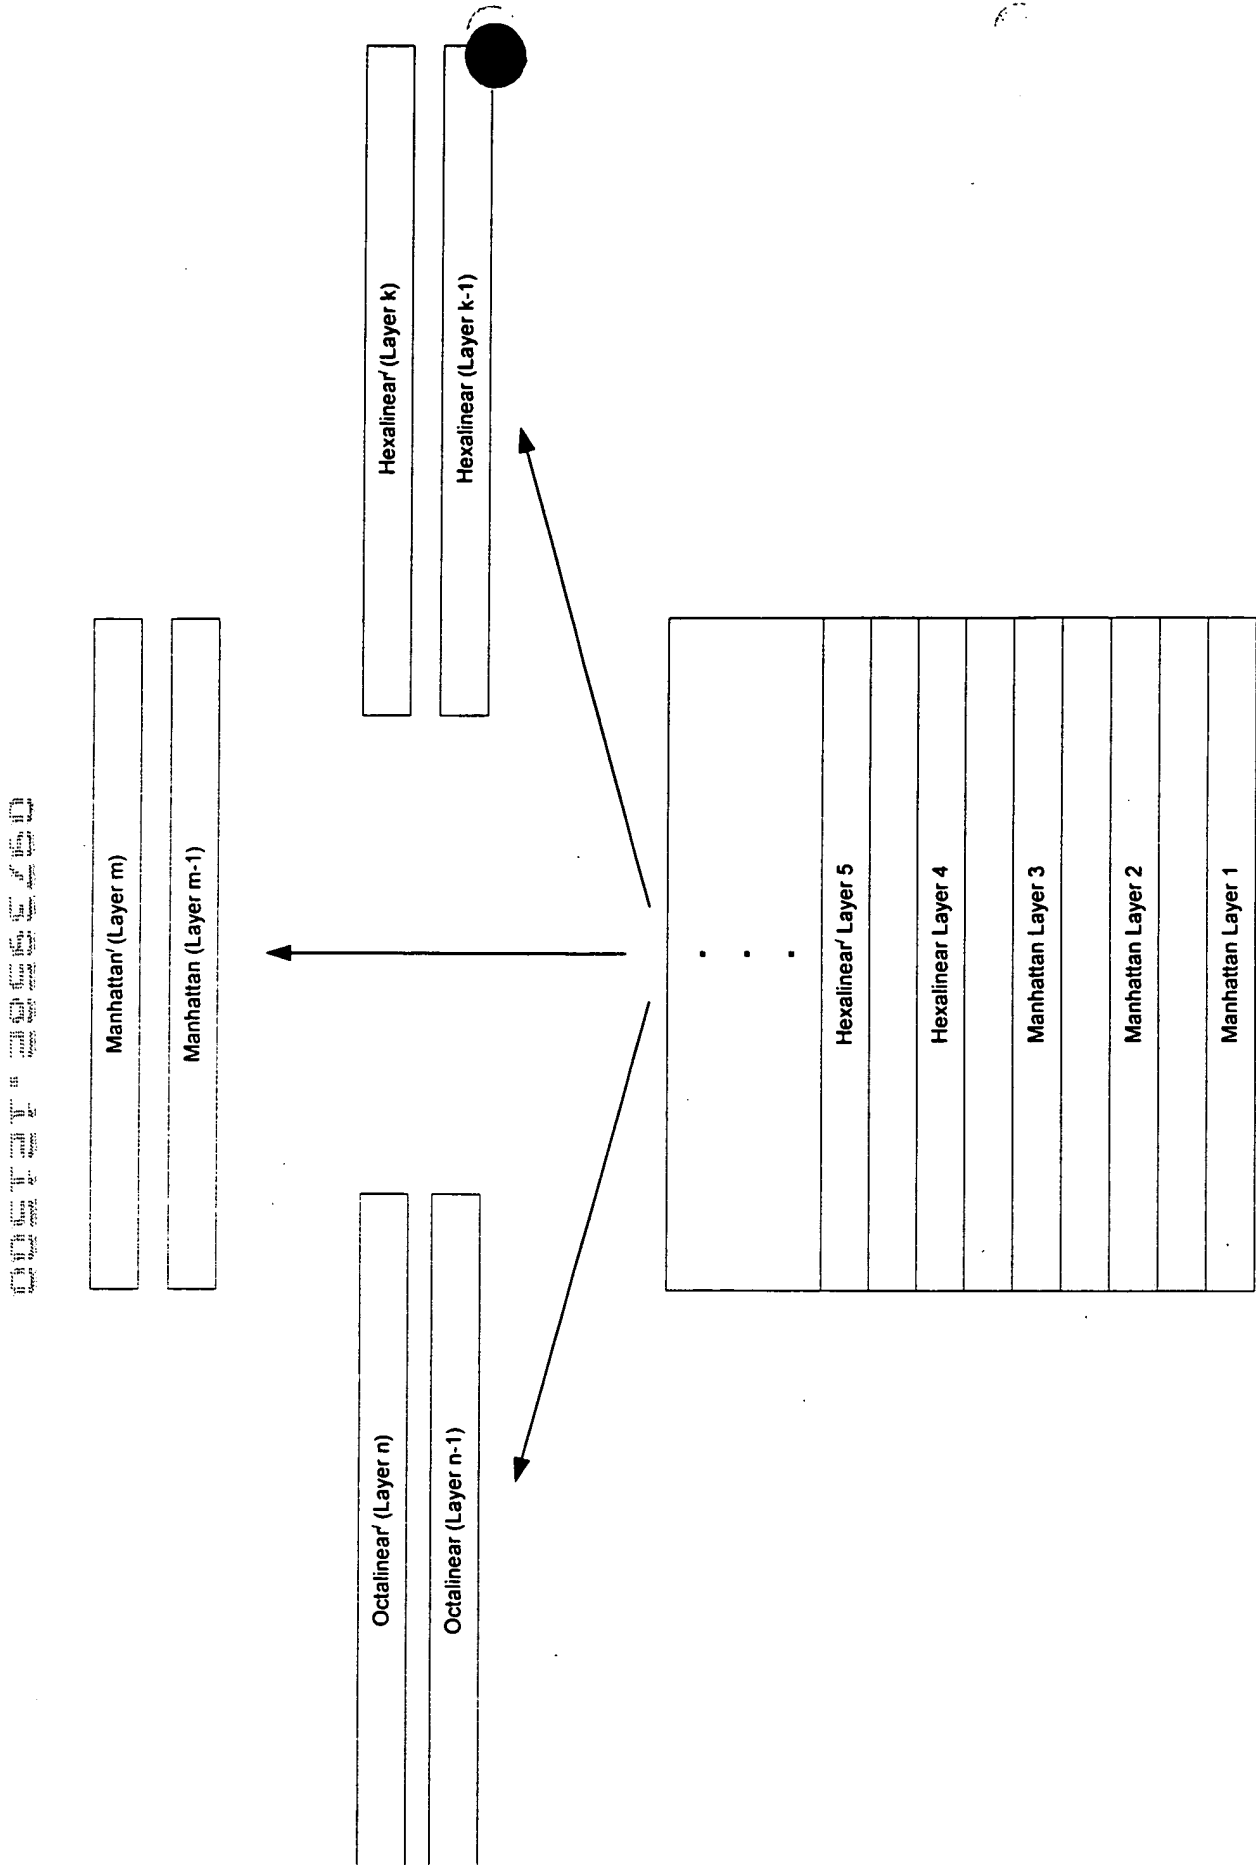 Manhattan' (Layer m)
Manhattan (Layer m-1)
Octalinear' (Layer n)
Octalinear (Layer n-1)
Hexalinear' (Layer k)
Hexalinear (Layer k-1)
Hexalinear' Layer 5
Hexalinear Layer 4
Manhattan Layer 3
Manhattan Layer 2
Manhattan Layer 1